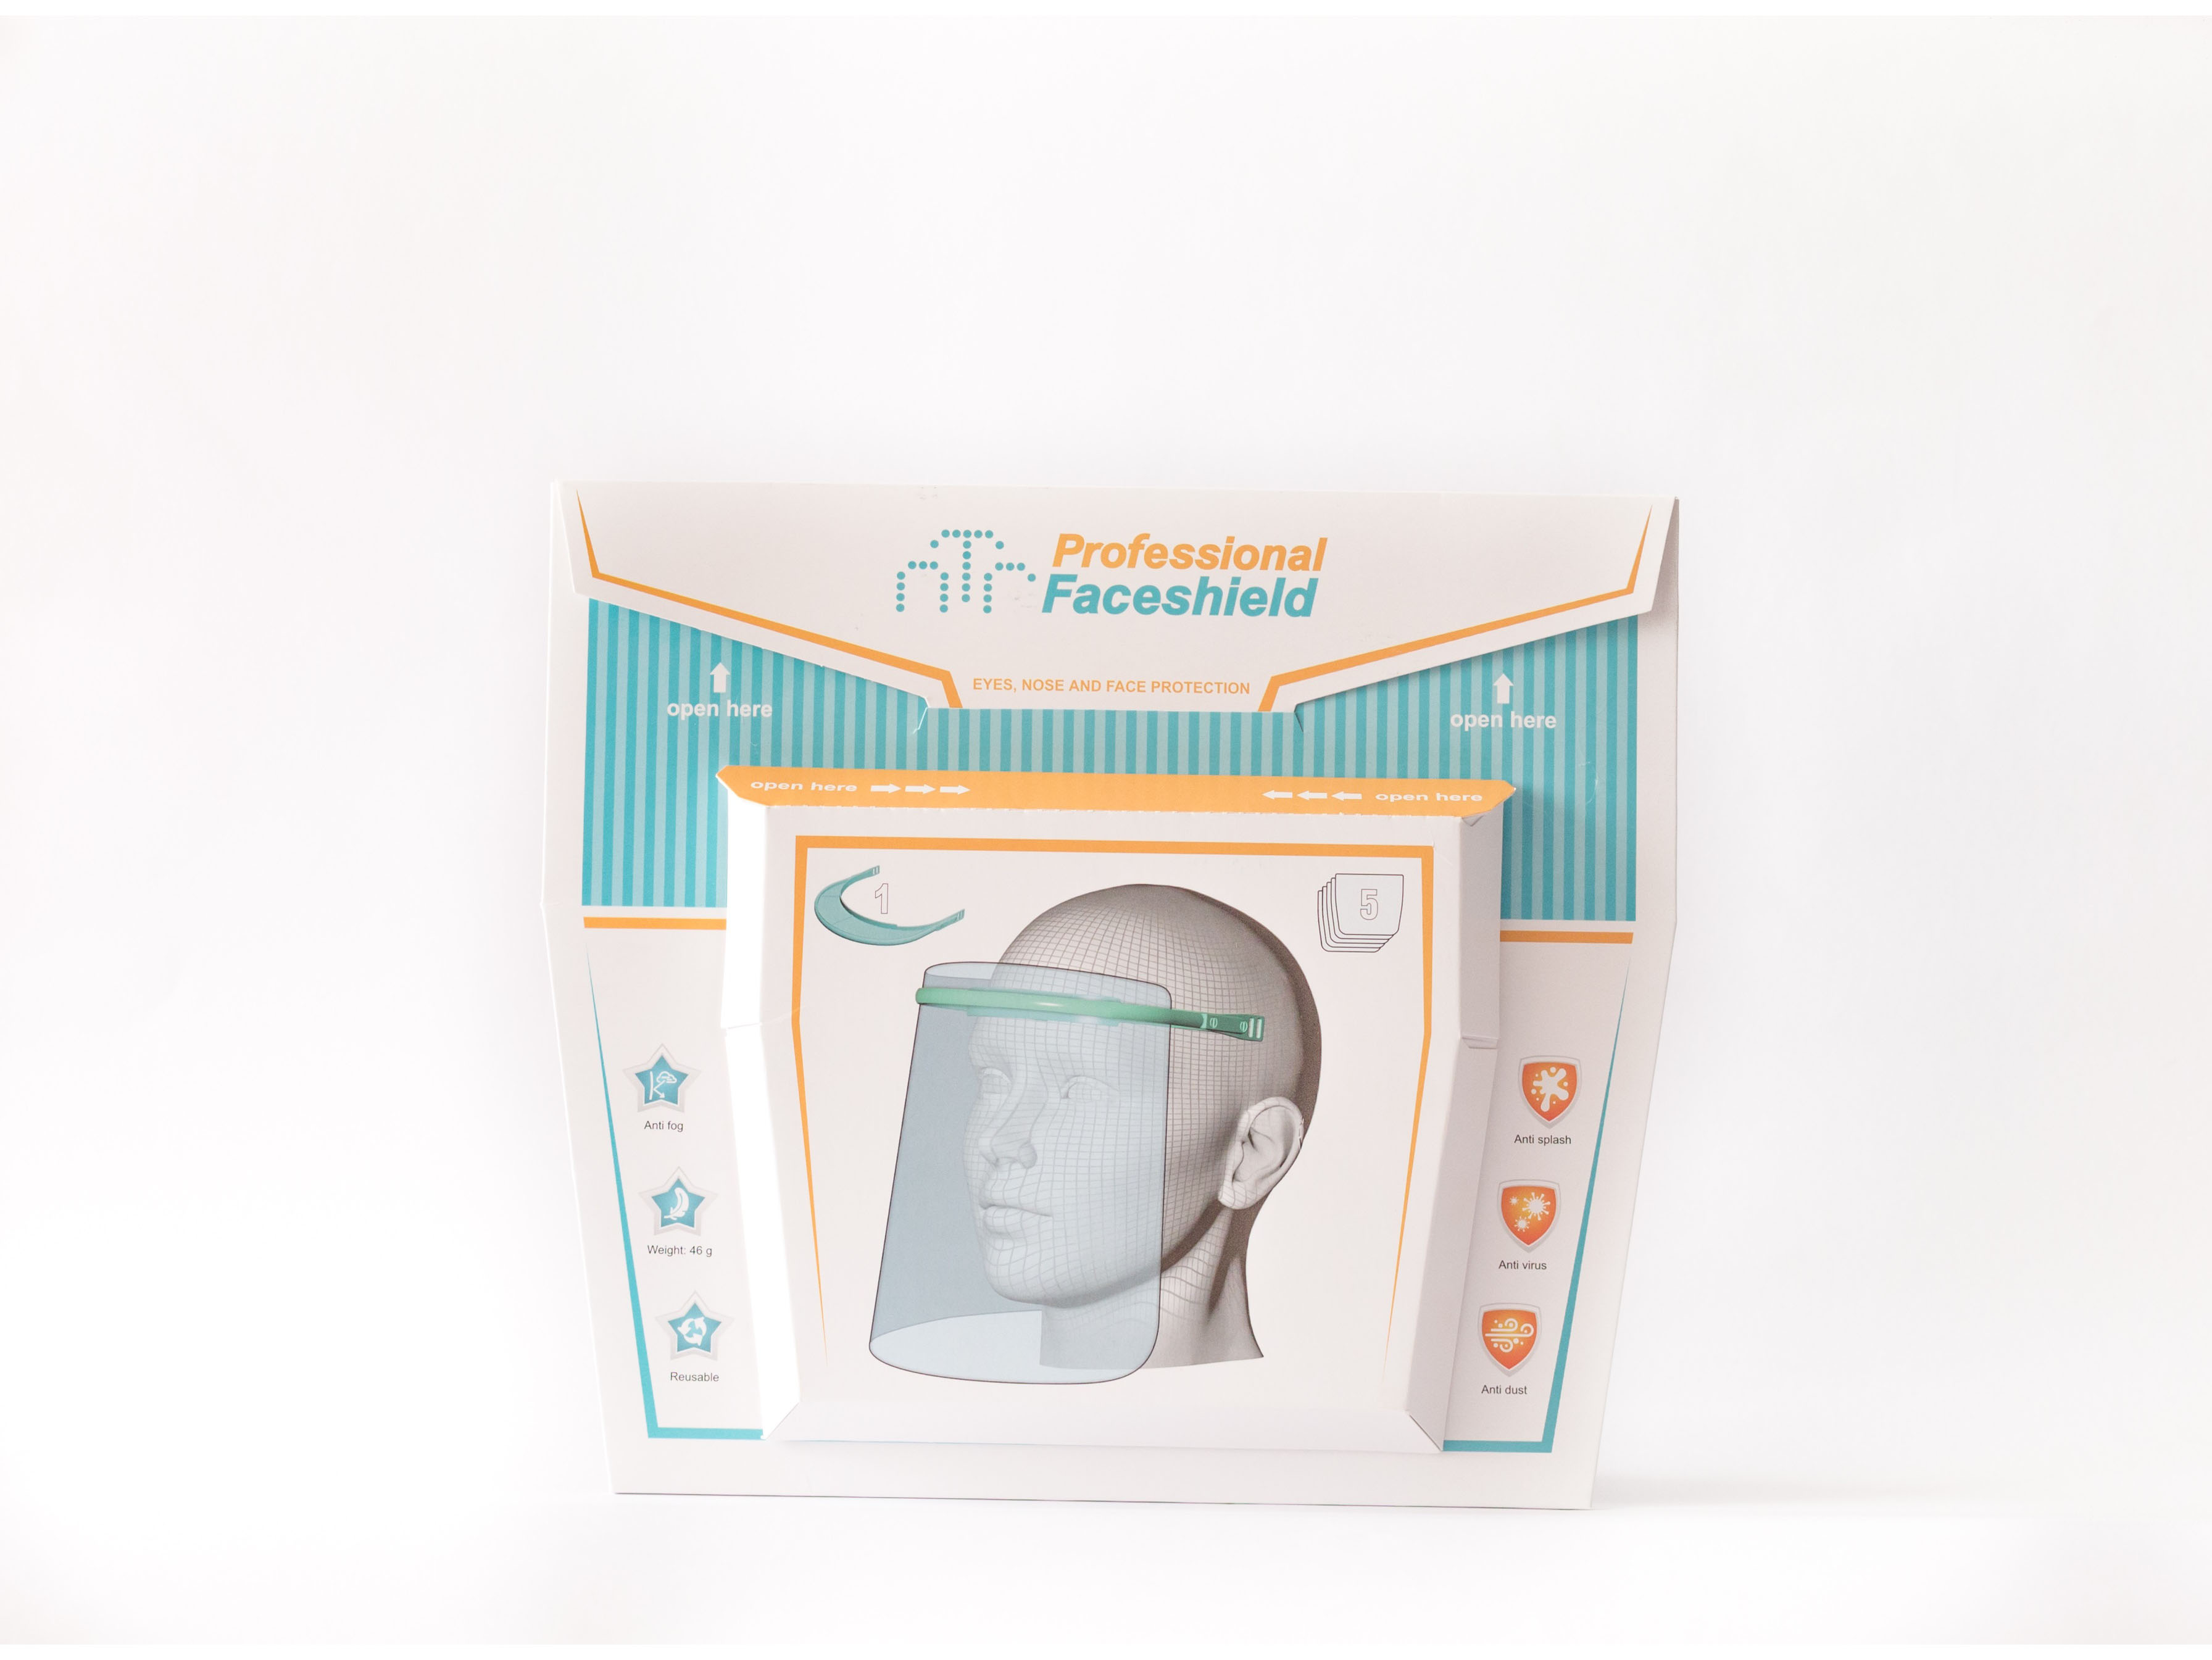 Professional
Faceshield
EYES, NOSE AND FACE PROTECTION
open here
open here
open here
open here
1
5
Anti fog
Weight: 46 g
Reusable
Anti splash
Anti virus
Anti dust